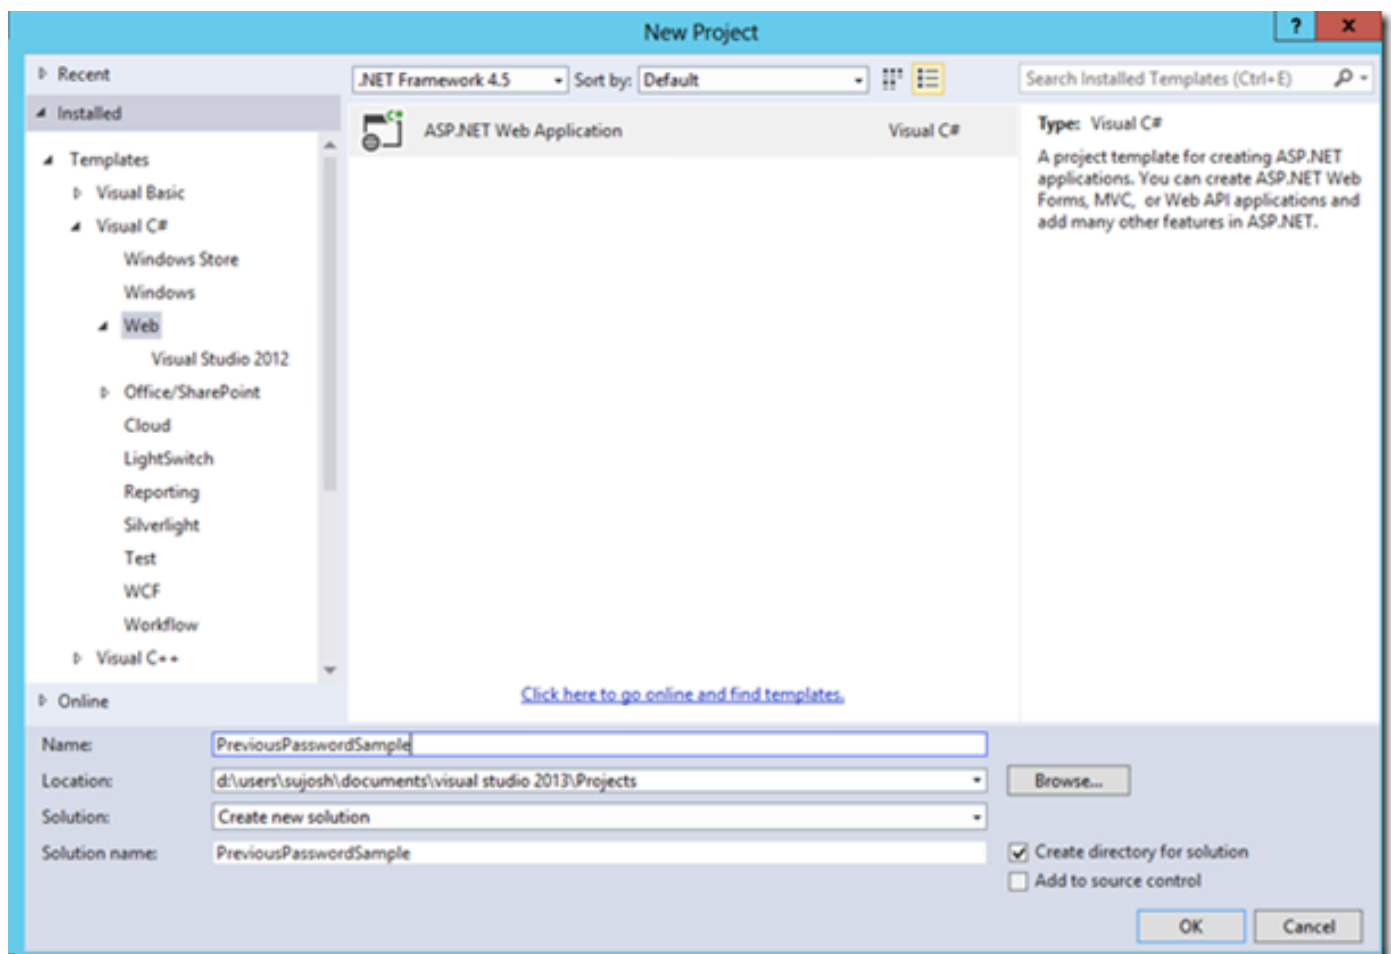 New Project
?
x
Recent
Installed
Templates
Visual Basic
Visual C#
Windows Store
Windows
Web
Visual Studio 2012
Office/SharePoint
Cloud
LightSwitch
Reporting
Silverlight
Test
WCF
Workflow
Visual C++
Online
.NET Framework 4.5
Sort by: Default
Search Installed Templates (Ctrl+E)
C#
ASP.NET Web Application
Visual C#
Click here to go online and find templates.
Type: Visual C#
A project template for creating ASP.NET
applications. You can create ASP.NET Web
Forms, MVC, or Web API applications and
add many other features in ASP.NET.
Name: PreviousPasswordSample
Location: d:\users\sujosh\documents\visual studio 2013\Projects
Browse...
Solution: Create new solution
Solution name: PreviousPasswordSample
Create directory for solution
Add to source control
OK
Cancel